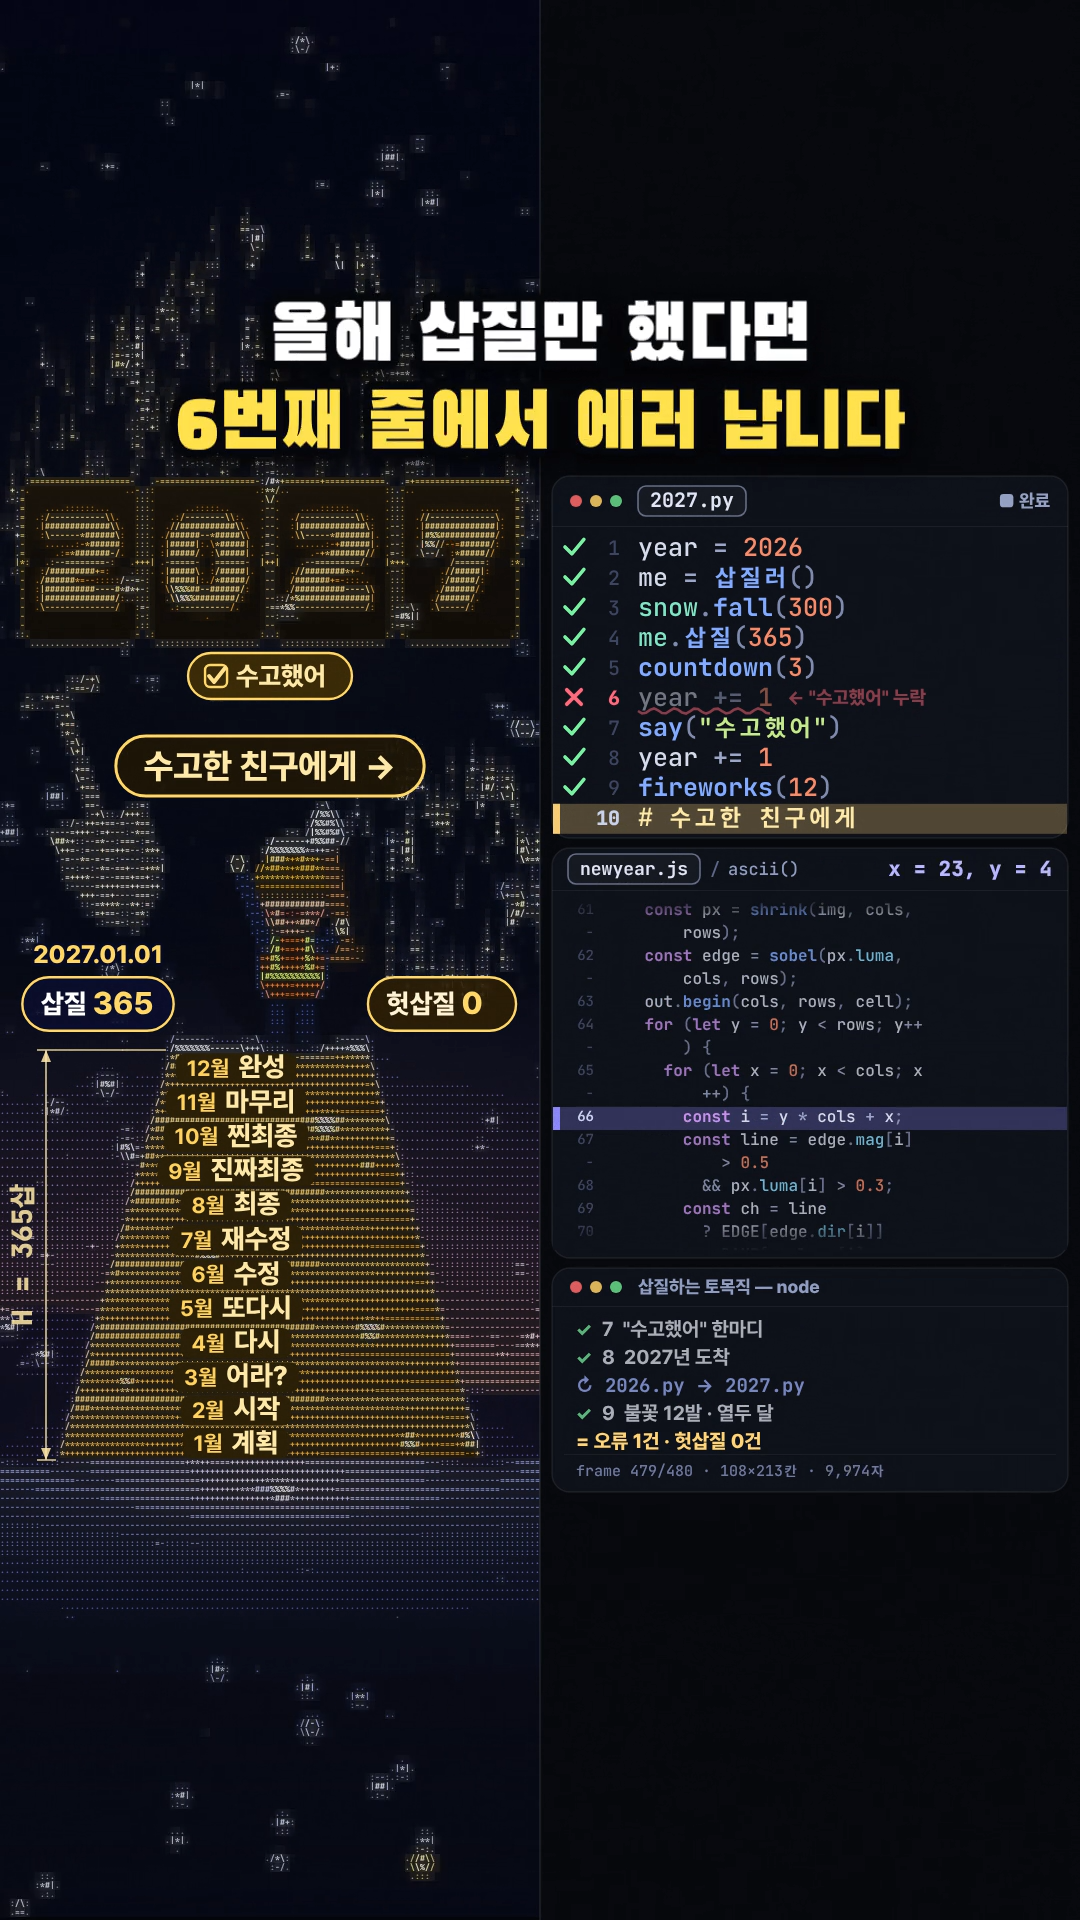 올해 삽질만 했다면
6번째 줄에서 에러 납니다
2027
수고했어
수고한 친구에게 →
2027.01.01
삽질 365
헛삽질 0
H = 365삽
12월 완성
11월 마무리
10월 찐최종
9월 진짜최종
8월 최종
7월 재수정
6월 수정
5월 또다시
4월 다시
3월 어라?
2월 시작
1월 계획
2027.py
완료
1 year = 2026
2 me = 삽질러()
3 snow.fall(300)
4 me.삽질(365)
5 countdown(3)
6 year += 1 ← "수고했어" 누락
7 say("수고했어")
8 year += 1
9 fireworks(12)
10 # 수고한 친구에게
newyear.js / ascii()
x = 23, y = 4
61 const px = shrink(img, cols,
- rows);
62 const edge = sobel(px.luma,
- cols, rows);
63 out.begin(cols, rows, cell);
64 for (let y = 0; y < rows; y++
- ) {
65 for (let x = 0; x < cols; x
- ++) {
66 const i = y * cols + x;
67 const line = edge.mag[i]
- > 0.5
68 && px.luma[i] > 0.3;
69 const ch = line
70 ? EDGE[edge.dir[i]]
삽질하는 토목직 — node
✓ 7 "수고했어" 한마디
✓ 8 2027년 도착
↻ 2026.py → 2027.py
✓ 9 불꽃 12발 · 열두 달
= 오류 1건 · 헛삽질 0건
frame 479/480 · 108×213칸 · 9,974자